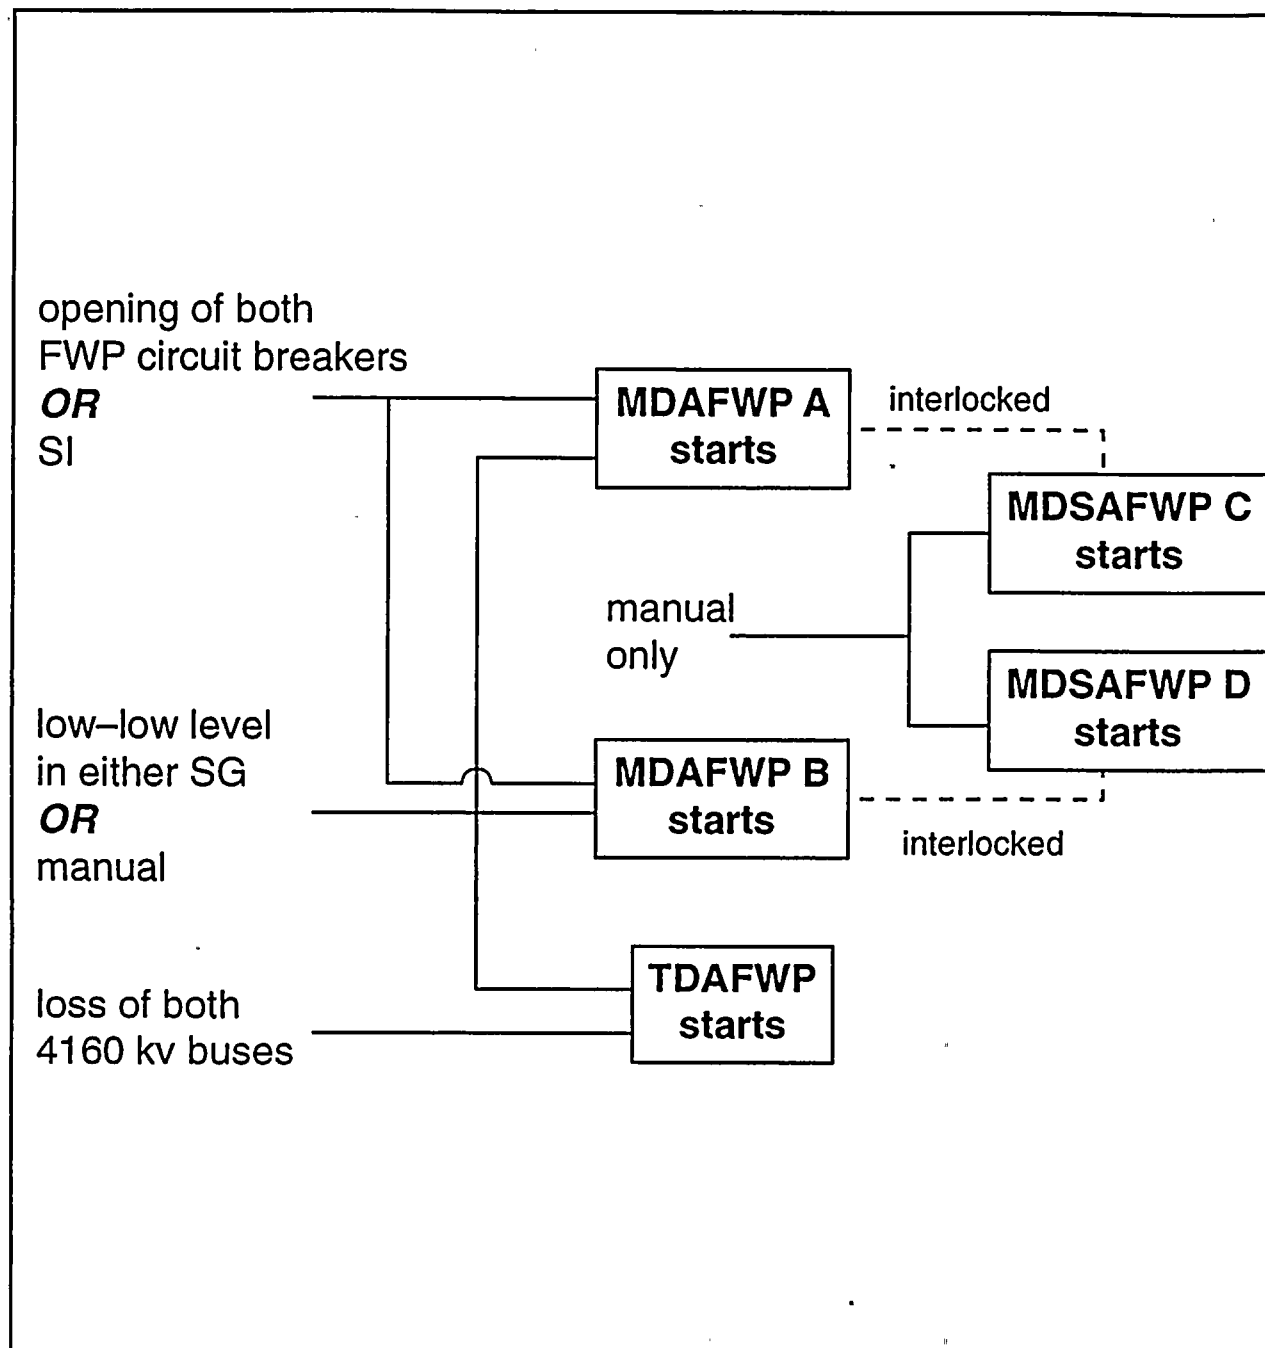 opening of both
FWP circuit breakers
OR
SI
MDAFWP A
starts
interlocked
MDSAFWP C
starts
manual
only
MDSAFWP D
starts
low–low level
in either SG
OR
manual
MDAFWP B
starts
interlocked
loss of both
4160 kv buses
TDAFWP
starts